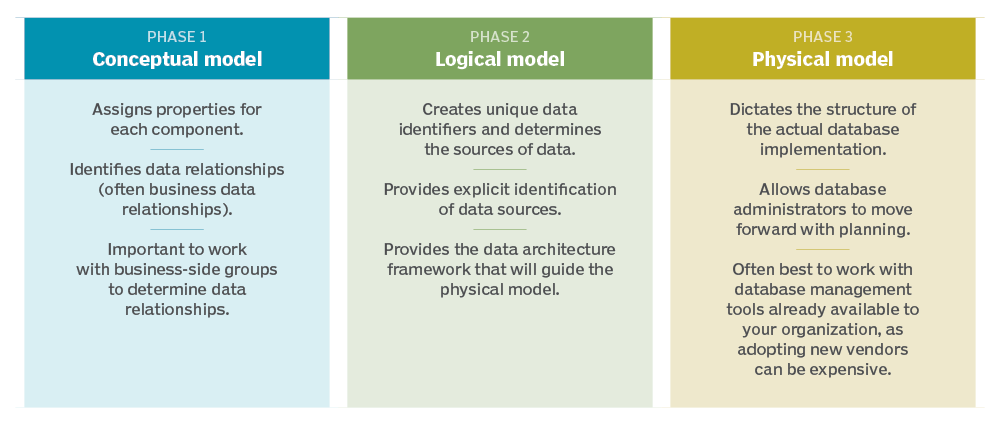 PHASE 1
Conceptual model
Assigns properties for
each component.
Identifies data relationships
(often business data
relationships).
Important to work
with business-side groups
to determine data
relationships.
PHASE 2
Logical model
Creates unique data
identifiers and determines
the sources of data.
Provides explicit identification
of data sources.
Provides the data architecture
framework that will guide the
physical model.
PHASE 3
Physical model
Dictates the structure of
the actual database
implementation.
Allows database
administrators to move
forward with planning.
Often best to work with
database management
tools already available to
your organization, as
adopting new vendors
can be expensive.